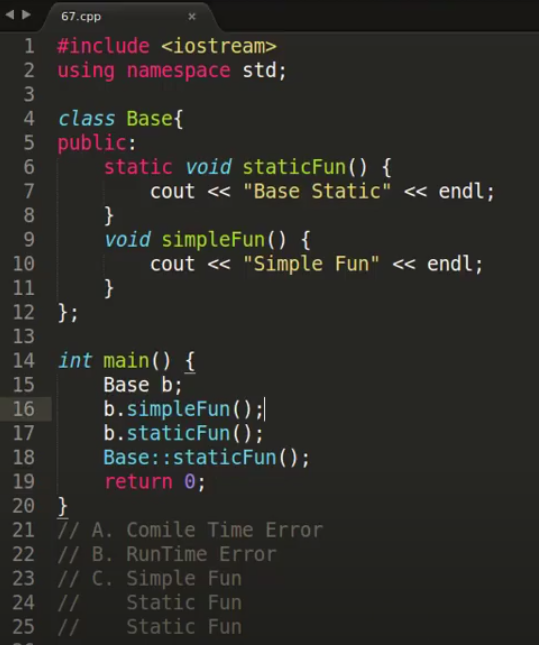 67.cpp ×
1 #include <iostream>
2 using namespace std;
3
4 class Base{
5 public:
6     static void staticFun() {
7         cout << "Base Static" << endl;
8     }
9     void simpleFun() {
10         cout << "Simple Fun" << endl;
11     }
12 };
13
14 int main() {
15     Base b;
16     b.simpleFun();
17     b.staticFun();
18     Base::staticFun();
19     return 0;
20 }
21 // A. Comile Time Error
22 // B. RunTime Error
23 // C. Simple Fun
24 //    Static Fun
25 //    Static Fun